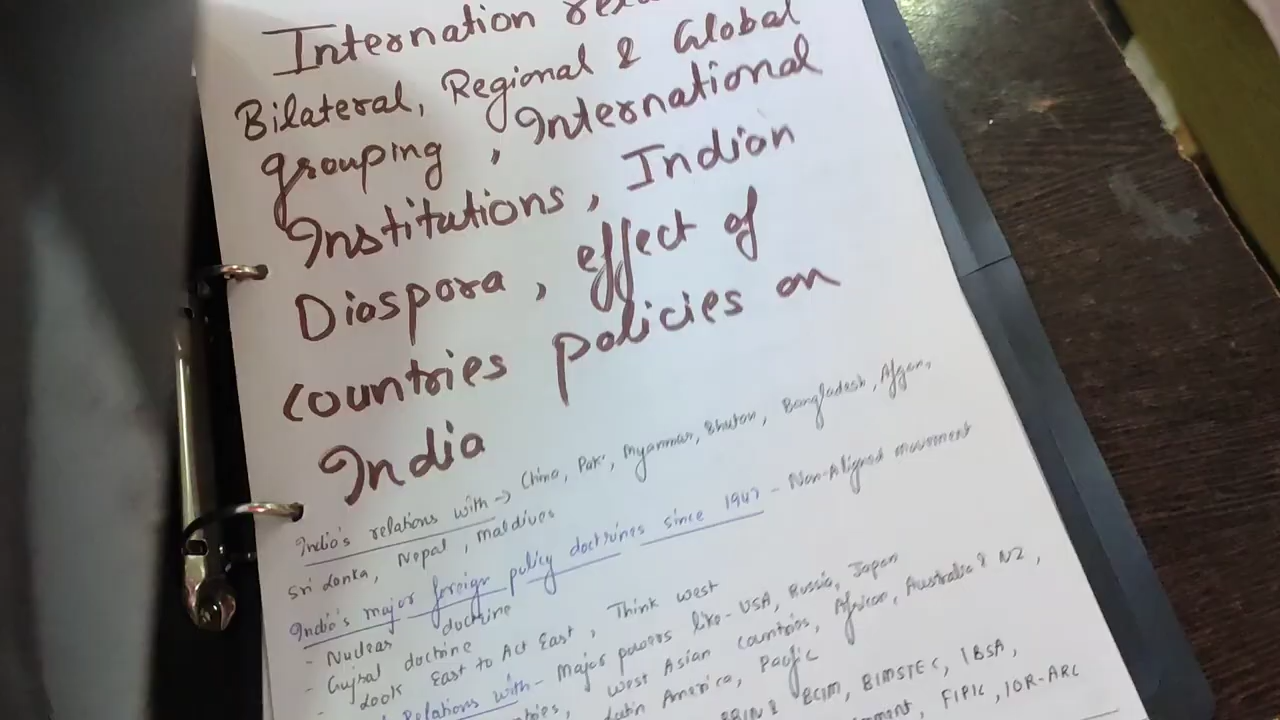 Internation
Bilateral, Regional & Global
grouping, International
Institutions, Indian
Diaspora, effect of
countries policies on
India
India's relations with → China, Pak', Myanmar, Bhutan, Bangladesh, Afgan,
Sri Lanka, Nepal, Maldives
India's major foreign policy doctrines since 1947 - Non-Aligned movement
- Nuclear doctrine
- Gujral doctrine
- Look East to Act East, Think West
Relations with - Major powers like - USA, Russia, Japan
West Asian countries, African, Australia & NZ,
Latin America, Pacific
& BCIM, BIMSTEC, IBSA,
FIPIC, IOR-ARC